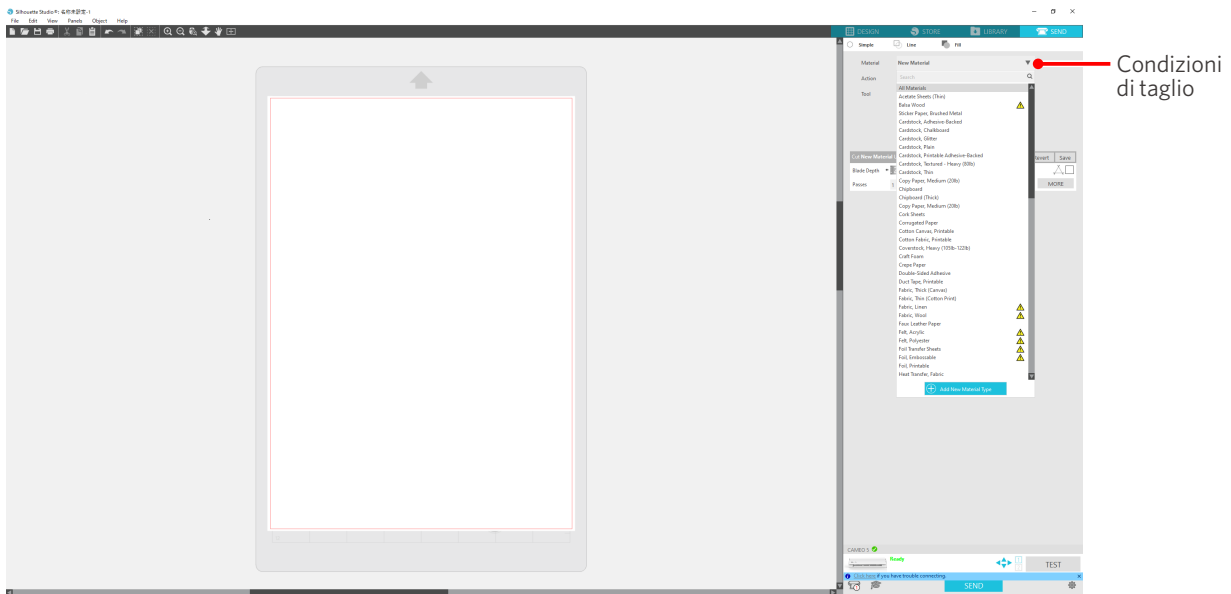 Silhouette Studio®: 名称未設定-1
File Edit View Panels Object Help
DESIGN STORE LIBRARY SEND
Simple Line Fill
Material New Material
Action Search
All Materials
Tool
Acetate Sheets (Thin)
Balsa Wood
Sticker Paper, Brushed Metal
Cardstock, Adhesive-Backed
Cardstock, Chalkboard
Cardstock, Glitter
Cardstock, Plain
Cut New Material Cardstock, Printable Adhesive-Backed Revert Save
Cardstock, Textured - Heavy (80lb)
Blade Depth Cardstock, Thin
Copy Paper, Medium (20lb)
Passes 1 Chipboard MORE
Chipboard (Thick)
Copy Paper, Medium (20lb)
Cork Sheets
Corrugated Paper
Cotton Canvas, Printable
Cotton Fabric, Printable
Coverstock, Heavy (105lb-122lb)
Craft Foam
Crepe Paper
Double-Sided Adhesive
Duct Tape, Printable
Fabric, Thick (Canvas)
Fabric, Thin (Cotton Print)
Fabric, Linen
Fabric, Wool
Faux Leather Paper
Felt, Acrylic
Felt, Polyester
Foil Transfer Sheets
Foil, Embossable
Foil, Printable
Heat Transfer, Fabric
Add New Material Type
CAMEO 5
Ready
TEST
Click here if you have trouble connecting.
SEND
Condizioni
di taglio